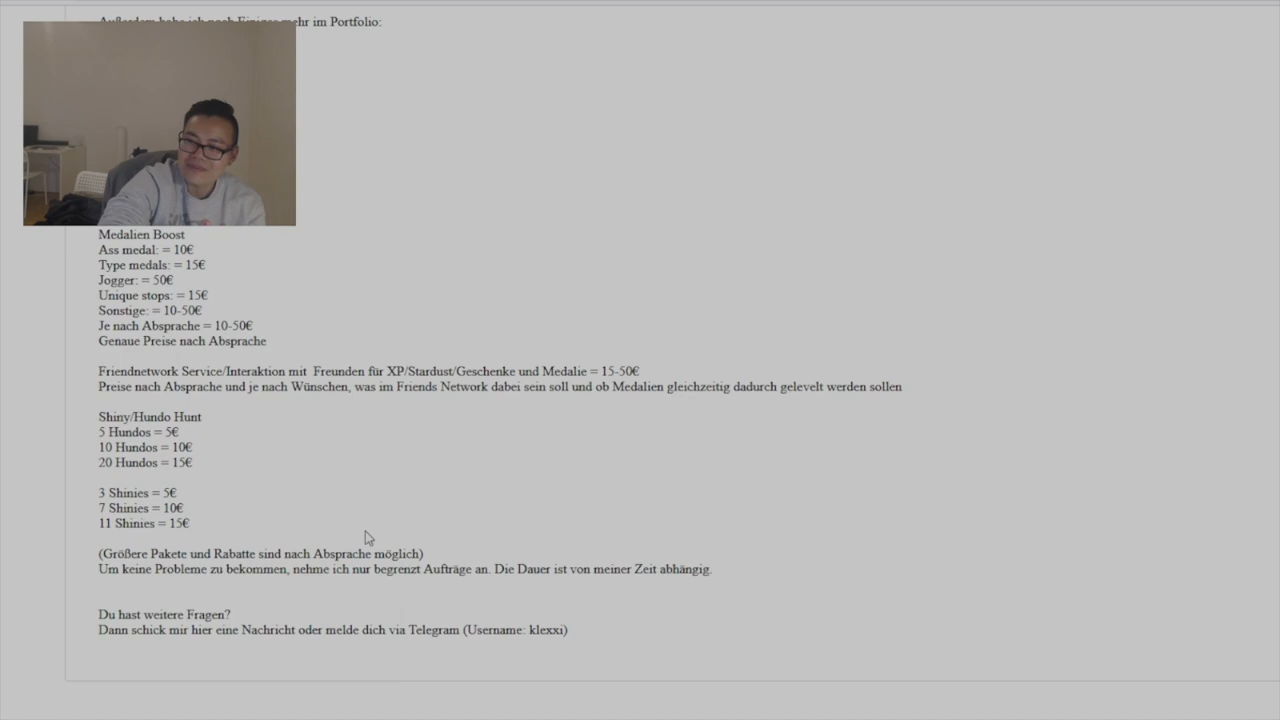 Außerdem habe ich noch Einiges mehr im Portfolio:
Medalien Boost
Ass medal: = 10€
Type medals: = 15€
Jogger: = 50€
Unique stops: = 15€
Sonstige: = 10-50€
Je nach Absprache = 10-50€
Genaue Preise nach Absprache
Friendnetwork Service/Interaktion mit  Freunden für XP/Stardust/Geschenke und Medalie = 15-50€
Preise nach Absprache und je nach Wünschen, was im Friends Network dabei sein soll und ob Medalien gleichzeitig dadurch gelevelt werden sollen
Shiny/Hundo Hunt
5 Hundos = 5€
10 Hundos = 10€
20 Hundos = 15€
3 Shinies = 5€
7 Shinies = 10€
11 Shinies = 15€
(Größere Pakete und Rabatte sind nach Absprache möglich)
Um keine Probleme zu bekommen, nehme ich nur begrenzt Aufträge an. Die Dauer ist von meiner Zeit abhängig.
Du hast weitere Fragen?
Dann schick mir hier eine Nachricht oder melde dich via Telegram (Username: klexxi)